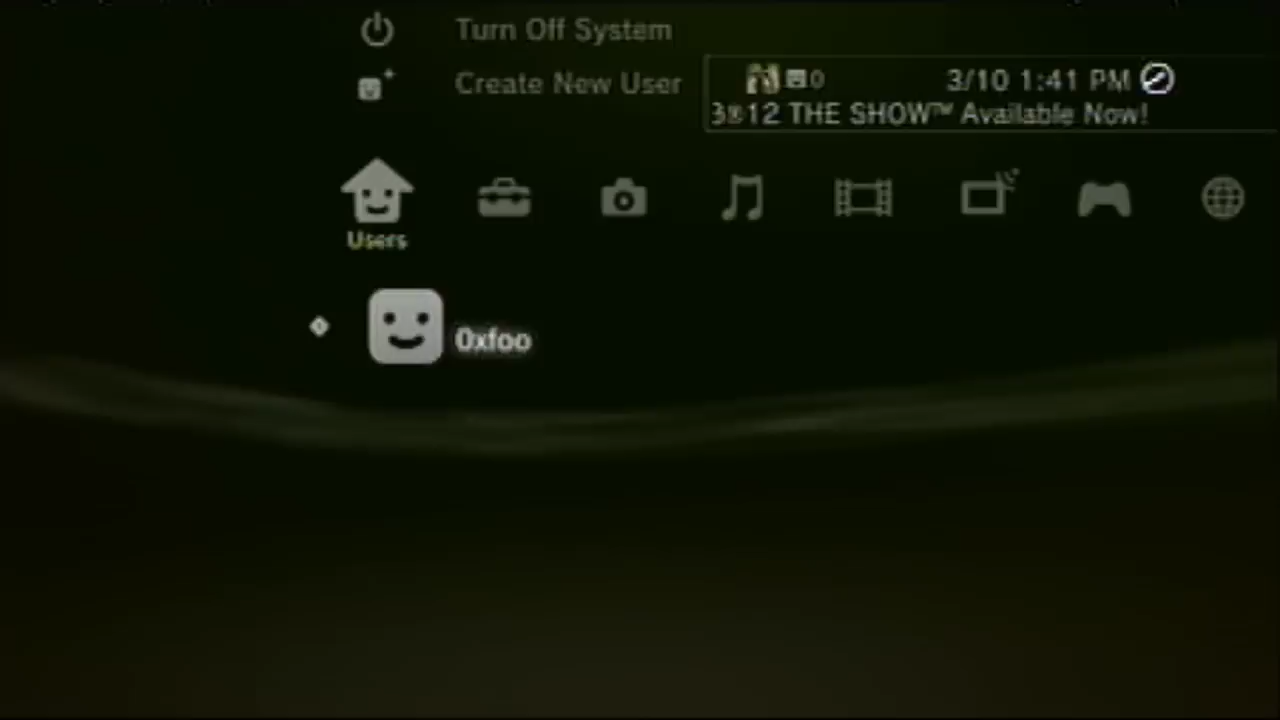 Turn Off System
Create New User
0
3/10 1:41 PM
12 THE SHOW™ Available Now!
Users
0xfoo